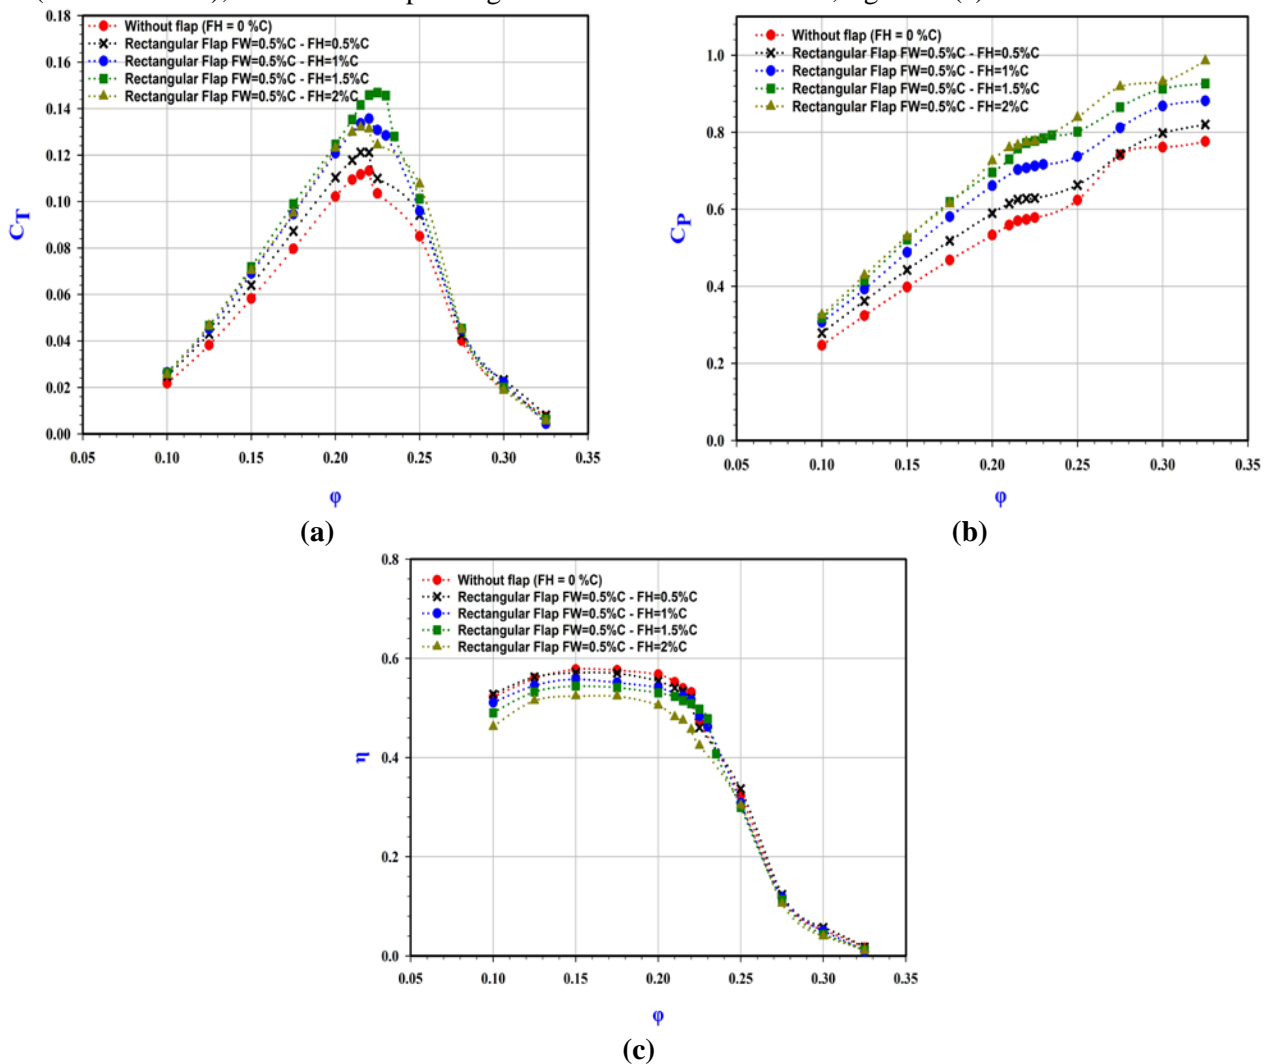 0.18
0.16
0.14
0.12
0.10
0.08
0.06
0.04
0.02
0.00
CT
Without flap (FH = 0 %C)
Rectangular Flap FW=0.5%C - FH=0.5%C
Rectangular Flap FW=0.5%C - FH=1%C
Rectangular Flap FW=0.5%C - FH=1.5%C
Rectangular Flap FW=0.5%C - FH=2%C
0.05 0.10 0.15 0.20 0.25 0.30 0.35
φ
(a)
1.0
0.8
0.6
0.4
0.2
0.0
CP
Without flap (FH = 0 %C)
Rectangular Flap FW=0.5%C - FH=0.5%C
Rectangular Flap FW=0.5%C - FH=1%C
Rectangular Flap FW=0.5%C - FH=1.5%C
Rectangular Flap FW=0.5%C - FH=2%C
0.05 0.10 0.15 0.20 0.25 0.30 0.35
φ
(b)
0.8
0.6
0.4
0.2
0.0
η
Without flap (FH = 0 %C)
Rectangular Flap FW=0.5%C - FH=0.5%C
Rectangular Flap FW=0.5%C - FH=1%C
Rectangular Flap FW=0.5%C - FH=1.5%C
Rectangular Flap FW=0.5%C - FH=2%C
0.05 0.10 0.15 0.20 0.25 0.30 0.35
φ
(c)